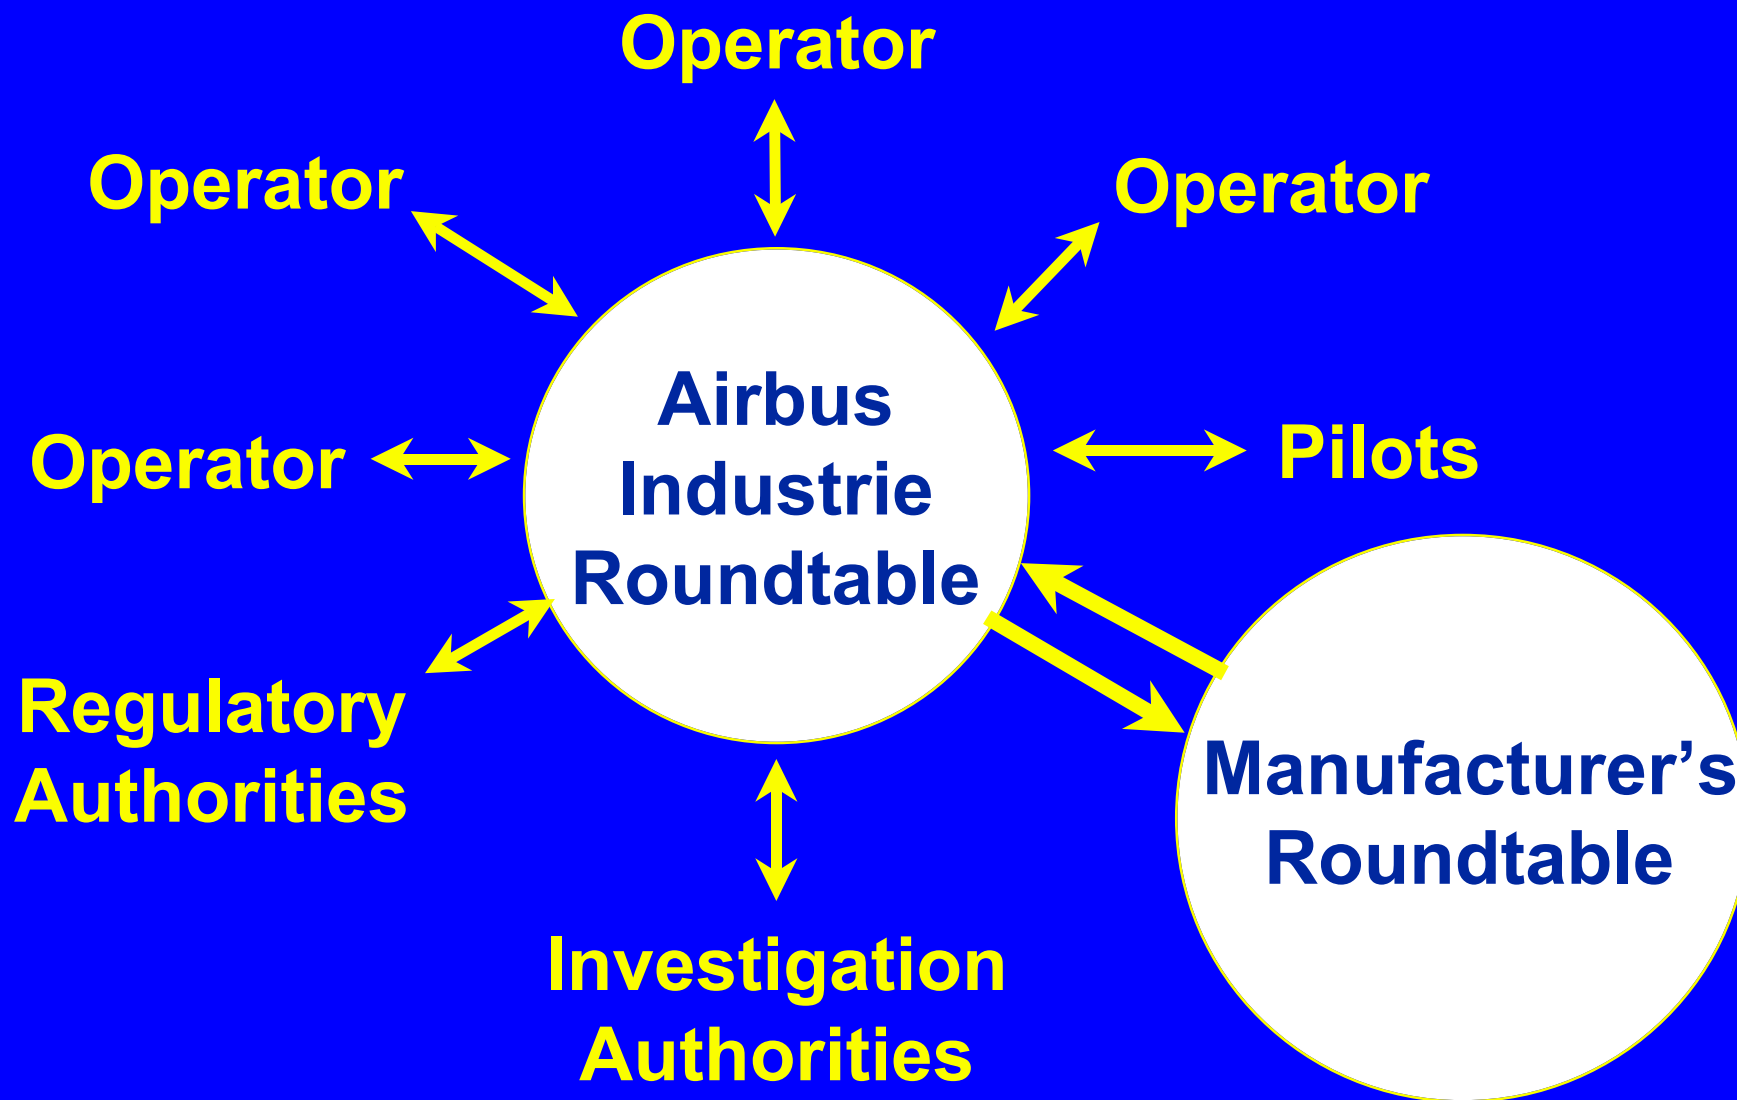 Operator
Operator
Operator
Airbus
Industrie
Roundtable
Operator
Pilots
Regulatory
Authorities
Manufacturer’s
Roundtable
Investigation
Authorities